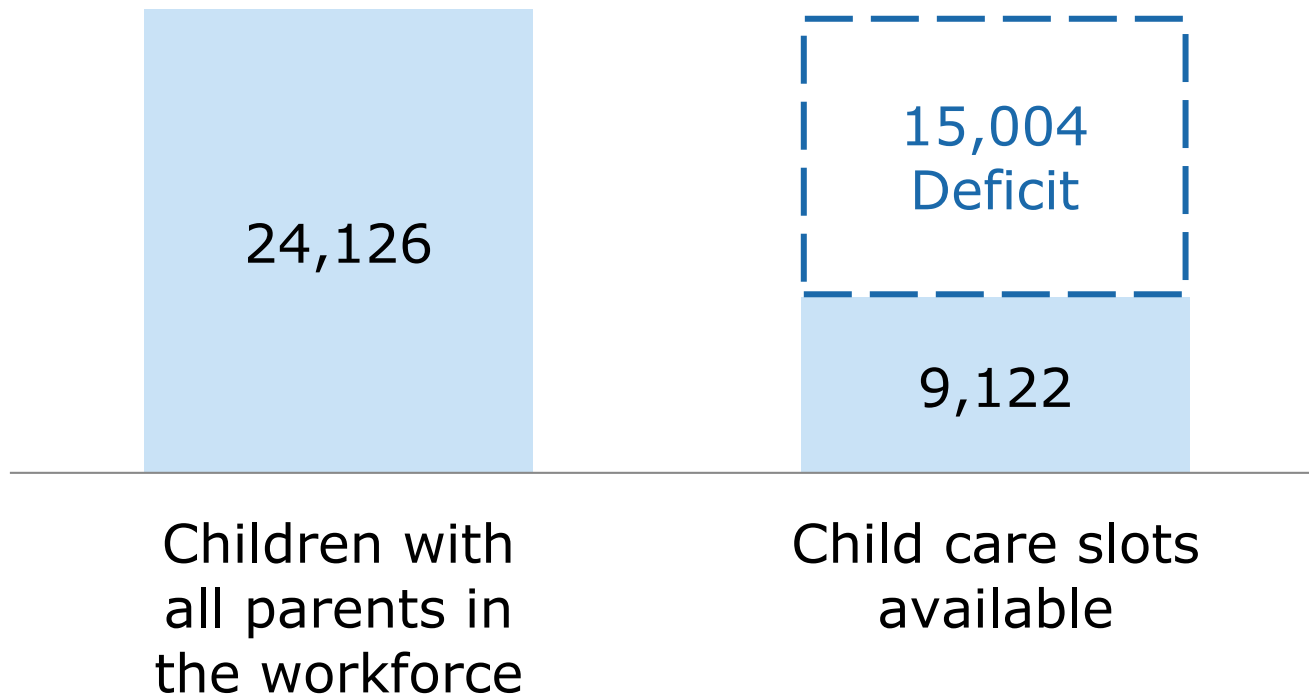 24,126
15,004
Deficit
9,122
Children with
all parents in
the workforce
Child care slots
available